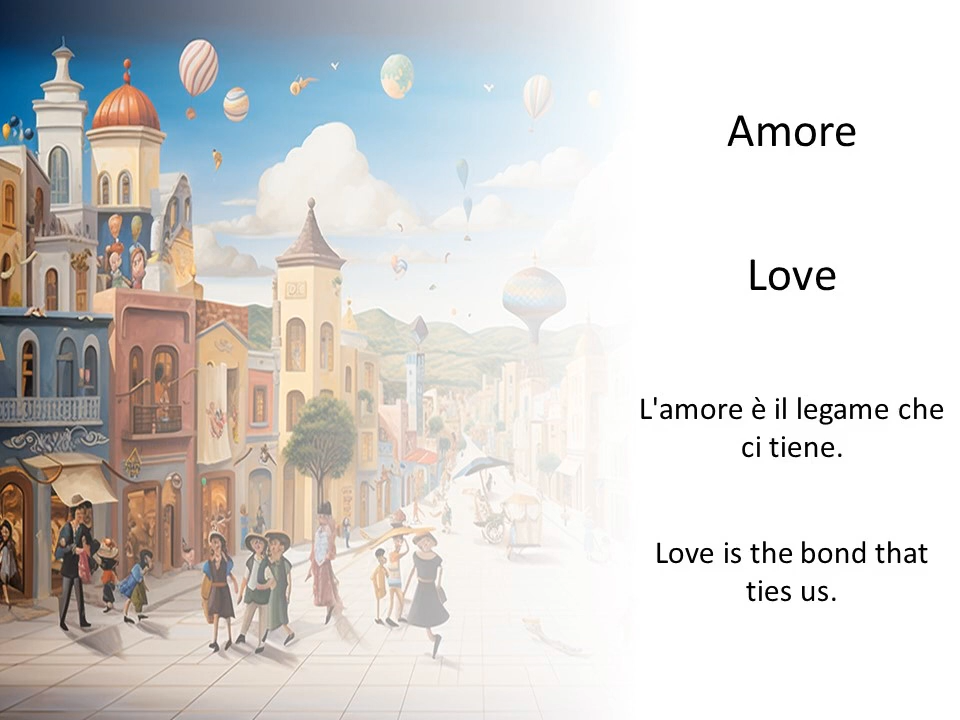 Amore
Love
L'amore è il legame che
ci tiene.
Love is the bond that
ties us.